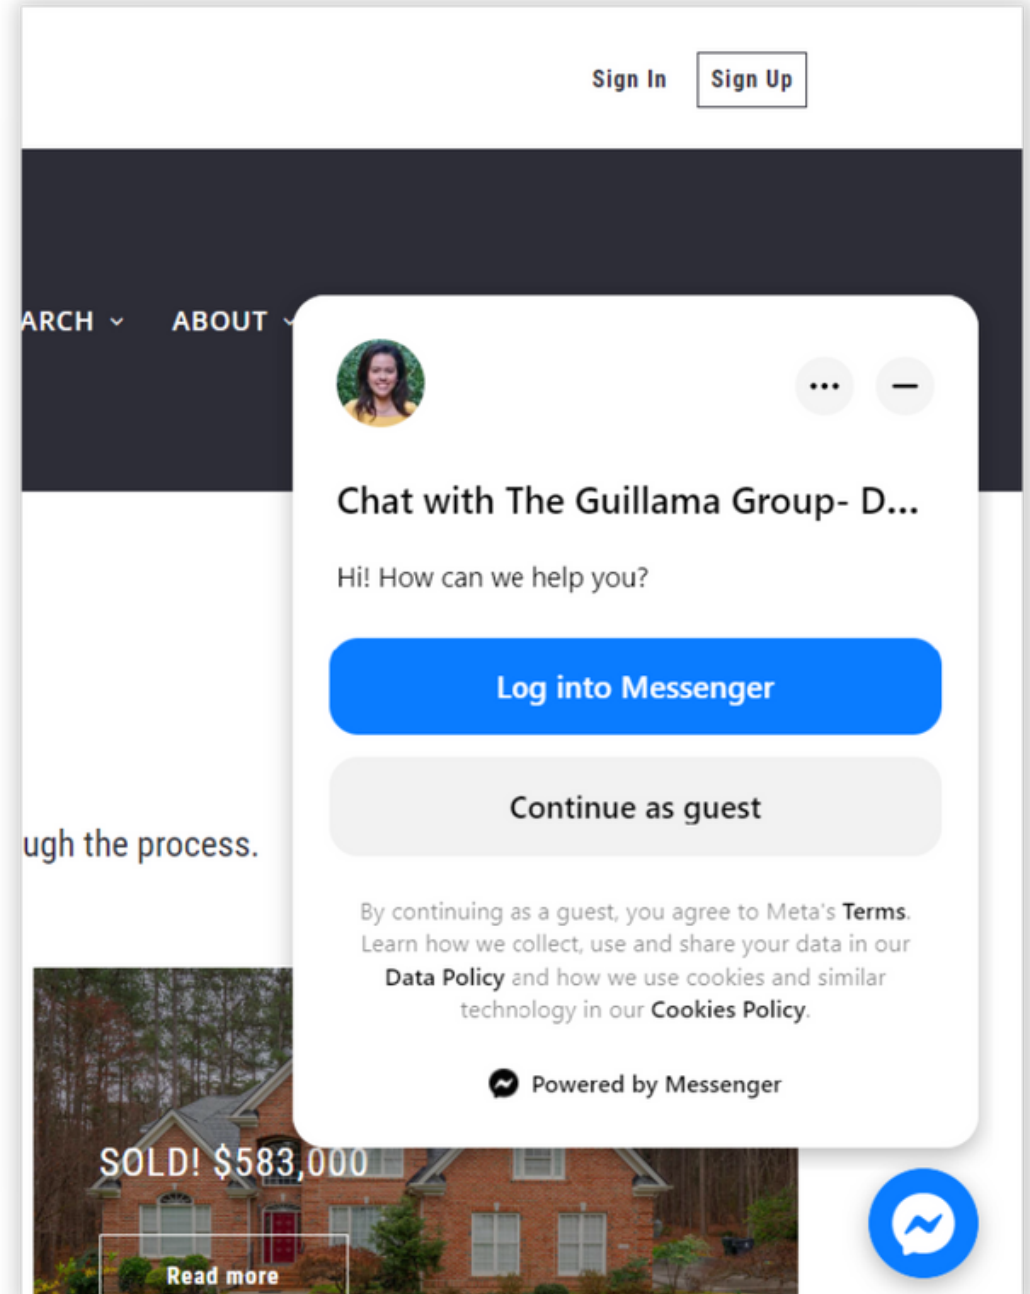 Sign In Sign Up
ARCH ABOUT
Chat with The Guillama Group- D...
Hi! How can we help you?
Log into Messenger
Continue as guest
ugh the process.
By continuing as a guest, you agree to Meta's Terms.
Learn how we collect, use and share your data in our
Data Policy and how we use cookies and similar
technology in our Cookies Policy.
Powered by Messenger
SOLD! $583,000
Read more